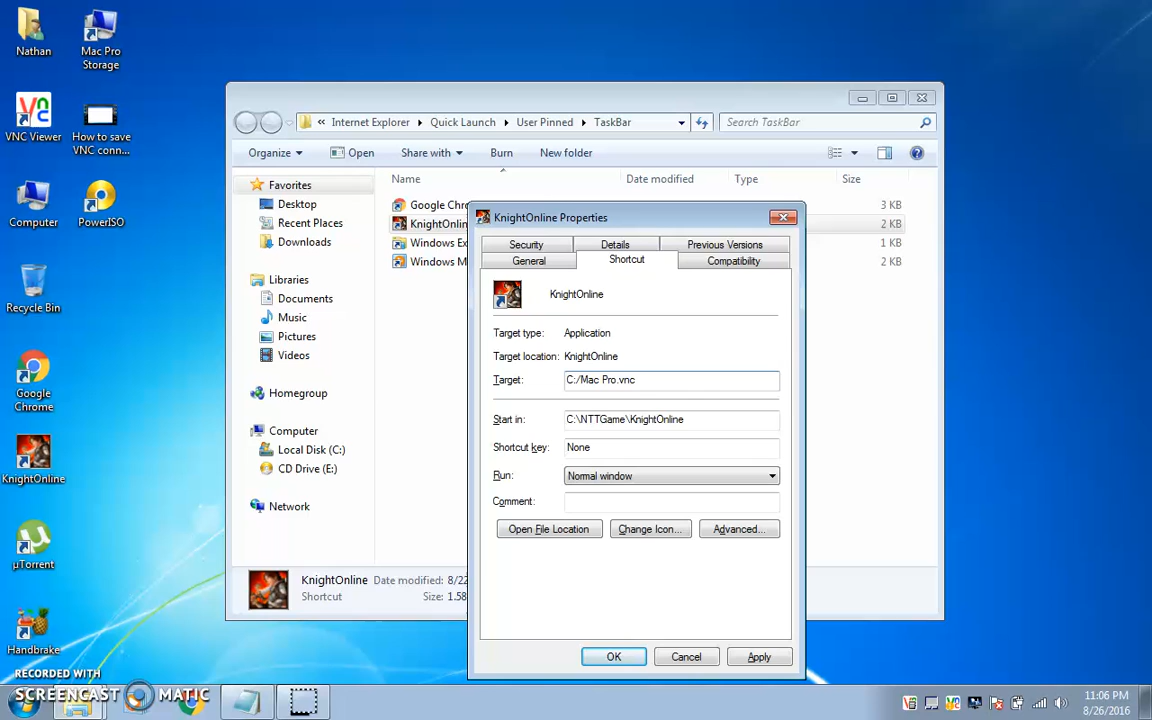 Nathan
Mac Pro
Storage
VNC Viewer
How to save
VNC conn...
Computer
PowerISO
Recycle Bin
Google
Chrome
KnightOnline
µTorrent
Handbrake
« Internet Explorer Quick Launch User Pinned TaskBar
Search TaskBar
Organize Open Share with Burn New folder
Favorites
Desktop
Recent Places
Downloads
Libraries
Documents
Music
Pictures
Videos
Homegroup
Computer
Local Disk (C:)
CD Drive (E:)
Network
Name Date modified Type Size
Google Chro
3 KB
KnightOnlin
2 KB
Windows Ex
1 KB
Windows M
2 KB
KnightOnline Date modified: 8/22
Shortcut Size: 1.58
KnightOnline Properties
Security Details Previous Versions
General Shortcut Compatibility
KnightOnline
Target type: Application
Target location: KnightOnline
Target: C:/Mac Pro.vnc
Start in: C:\NTTGame\KnightOnline
Shortcut key: None
Run: Normal window
Comment:
Open File Location Change Icon... Advanced...
OK Cancel Apply
RECORDED WITH
SCREENCAST MATIC
11:06 PM
8/26/2016